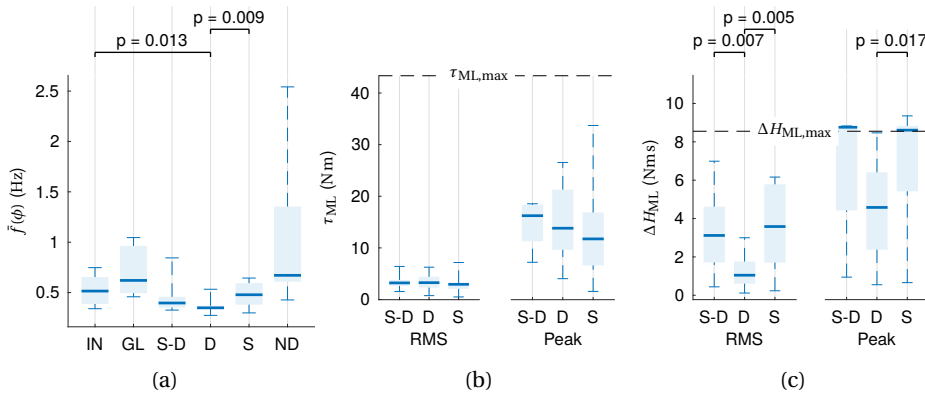 p = 0.009
p = 0.013
2.5
2
1.5
1
0.5
f̄(ϕ) (Hz)
IN GL S-D D S ND
(a)
τML,max
40
30
20
10
0
τML (Nm)
S-D D S S-D D S
RMS Peak
(b)
p = 0.005
p = 0.007 p = 0.017
10
8
6
4
2
0
ΔHML,max
ΔHML (Nms)
S-D D S S-D D S
RMS Peak
(c)